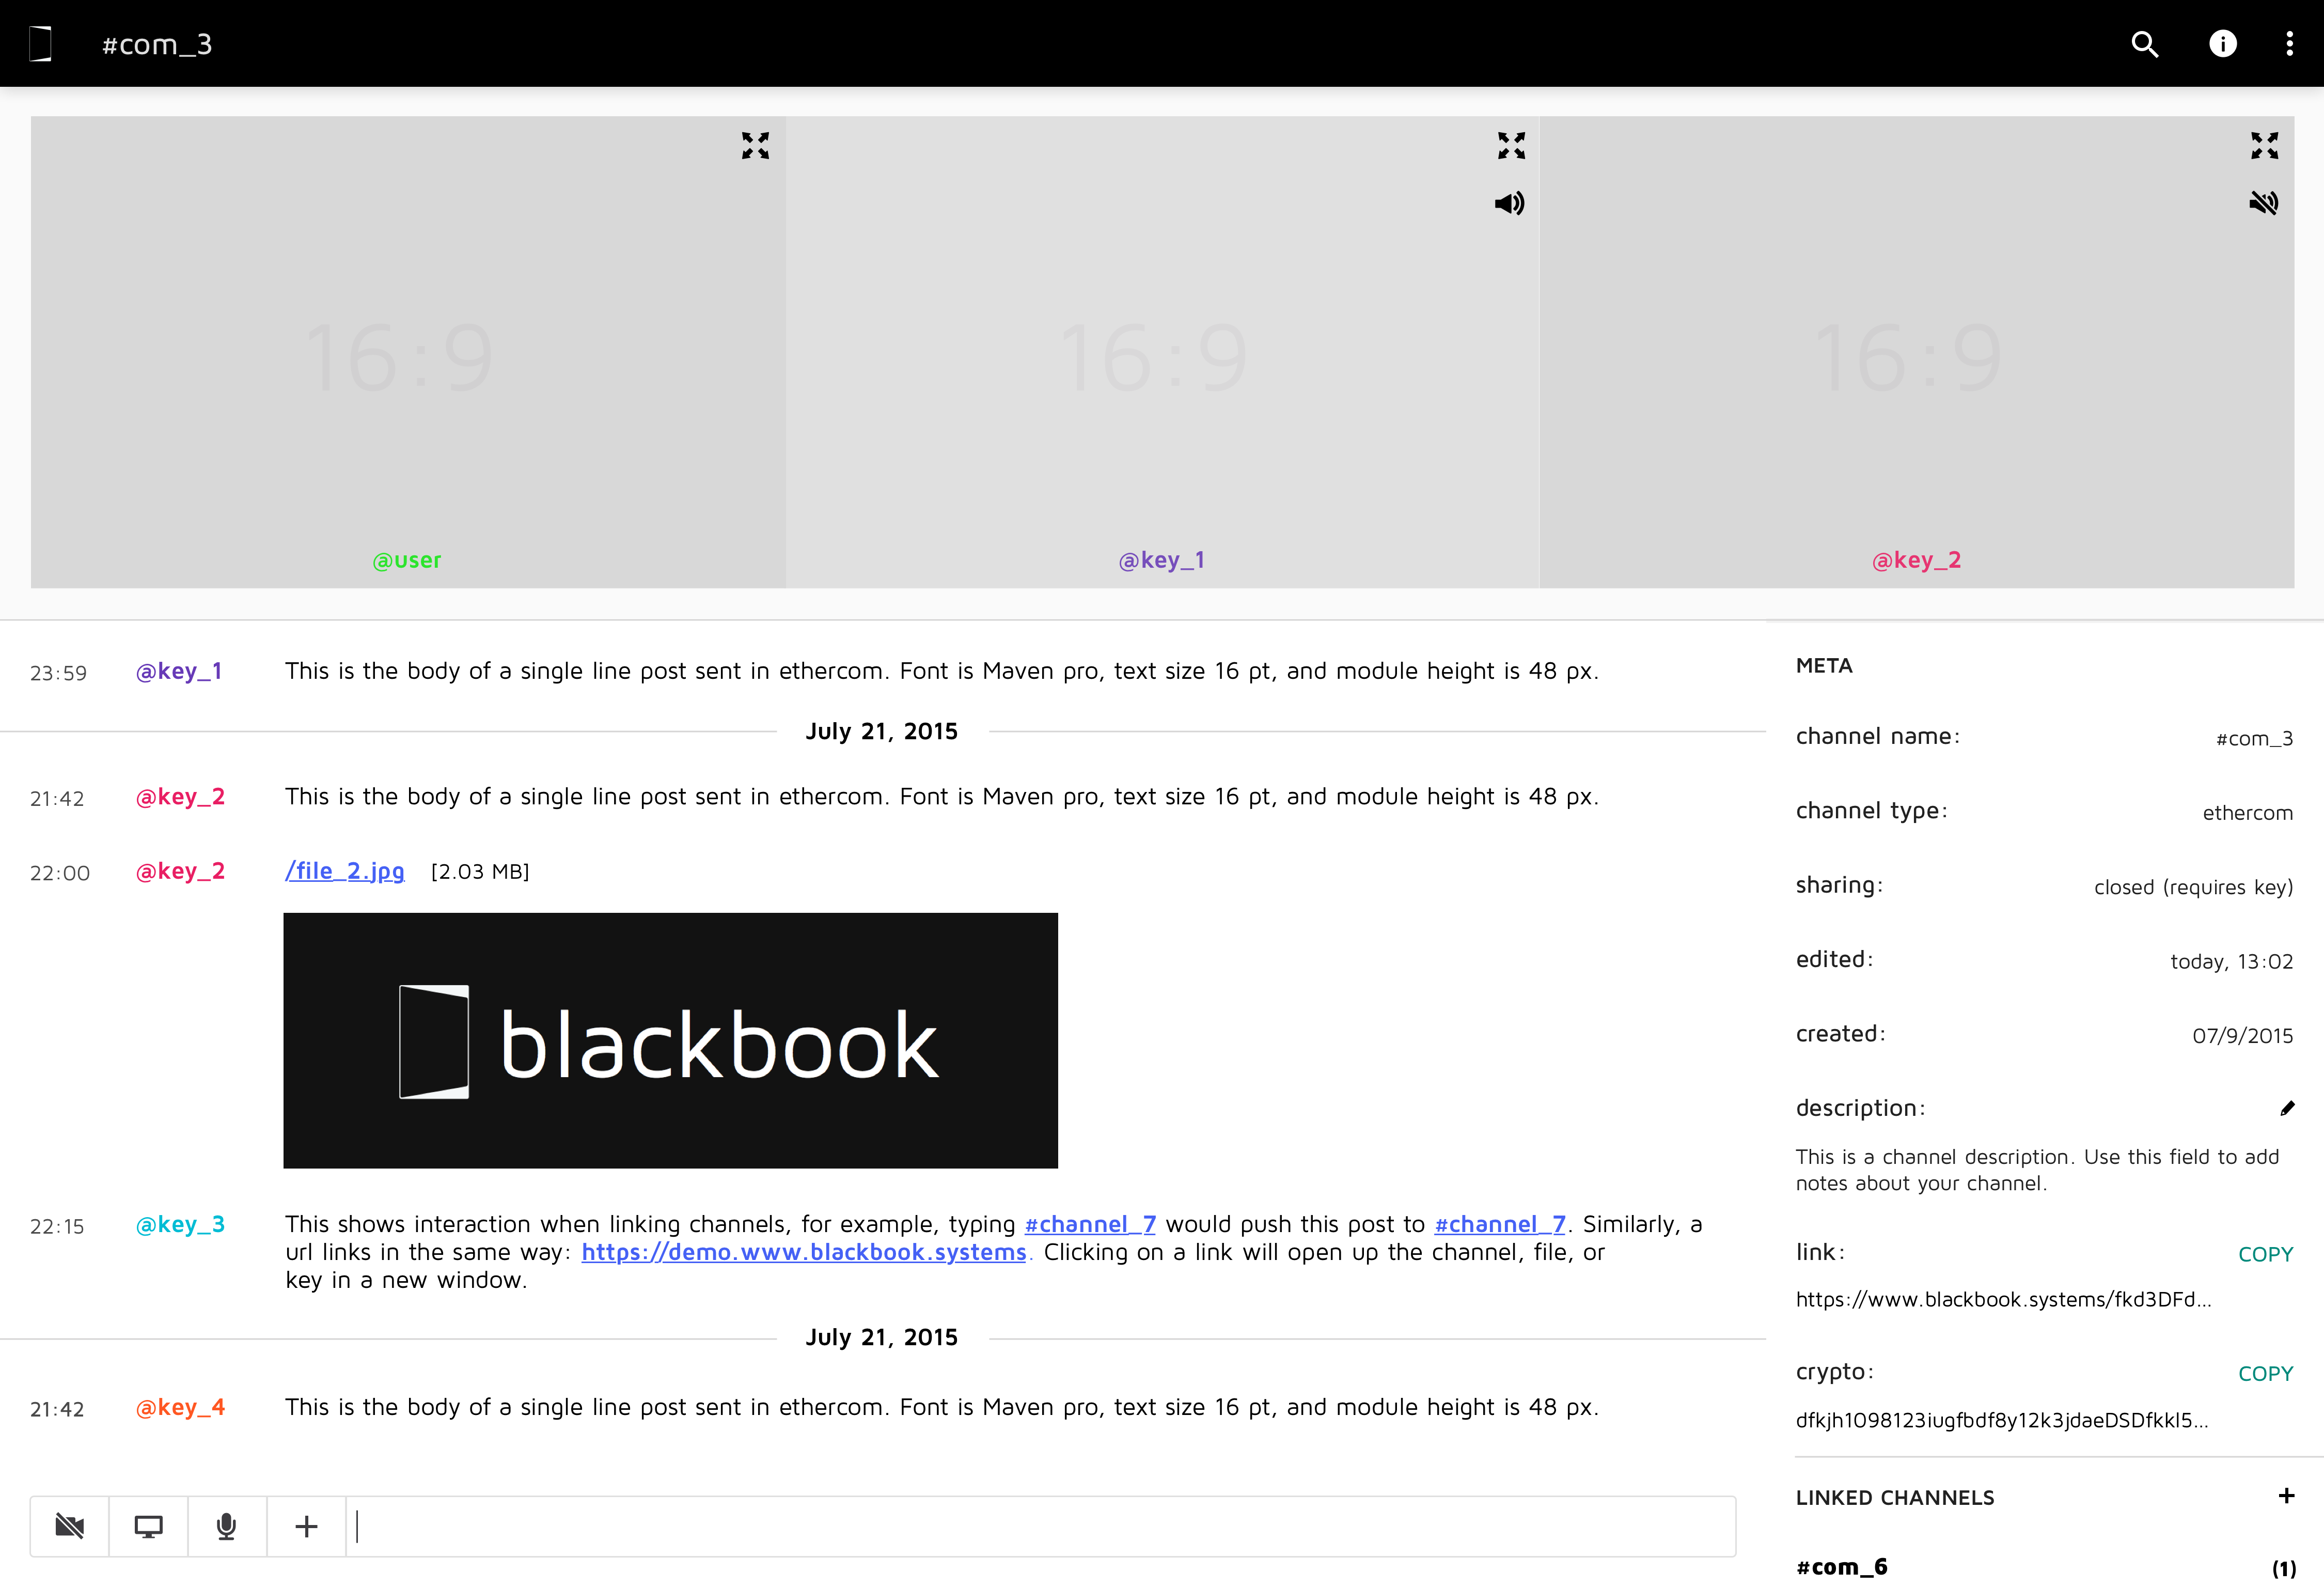 #com_3
16:9
16:9
16:9
@user
@key_1
@key_2
23:59 @key_1 This is the body of a single line post sent in ethercom. Font is Maven pro, text size 16 pt, and module height is 48 px.
July 21, 2015
21:42 @key_2 This is the body of a single line post sent in ethercom. Font is Maven pro, text size 16 pt, and module height is 48 px.
22:00 @key_2 /file_2.jpg [2.03 MB]
blackbook
22:15 @key_3 This shows interaction when linking channels, for example, typing #channel_7 would push this post to #channel_7. Similarly, a
url links in the same way: https://demo.www.blackbook.systems. Clicking on a link will open up the channel, file, or
key in a new window.
July 21, 2015
21:42 @key_4 This is the body of a single line post sent in ethercom. Font is Maven pro, text size 16 pt, and module height is 48 px.
META
channel name: #com_3
channel type: ethercom
sharing: closed (requires key)
edited: today, 13:02
created: 07/9/2015
description:
This is a channel description. Use this field to add
notes about your channel.
link: COPY
https://www.blackbook.systems/fkd3DFd...
crypto: COPY
dfkjh1098123iugfbdf8y12k3jdaeDSDfkkl5...
LINKED CHANNELS +
#com_6 (1)